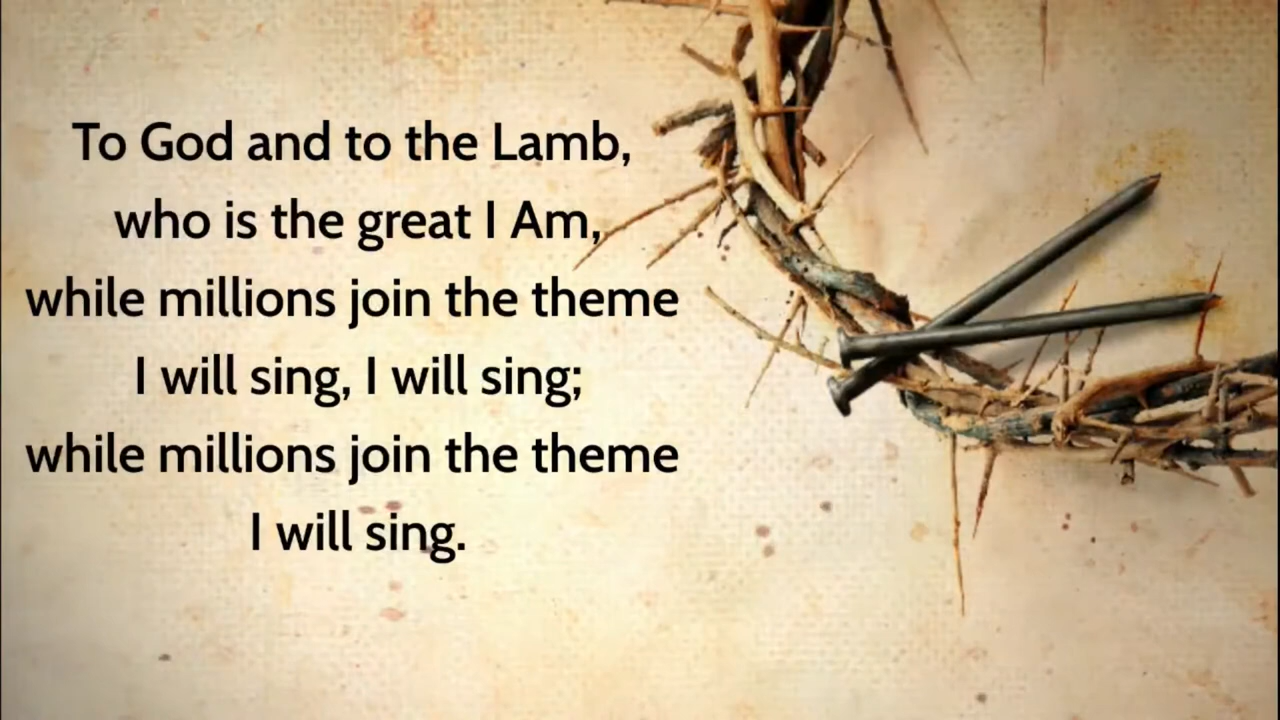 To God and to the Lamb,
who is the great I Am,
while millions join the theme
I will sing, I will sing;
while millions join the theme
I will sing.